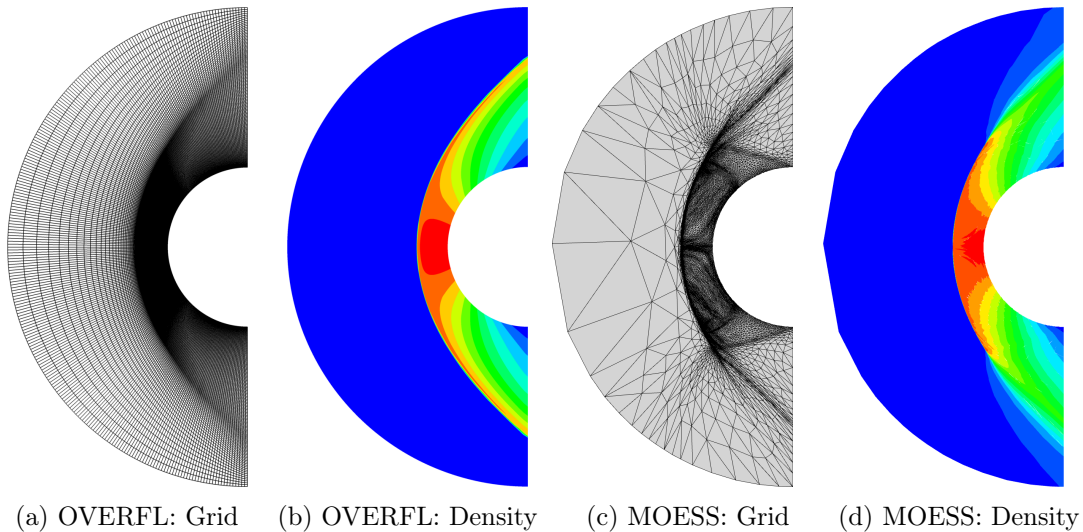 (a) OVERFL: Grid
(b) OVERFL: Density
(c) MOESS: Grid
(d) MOESS: Density